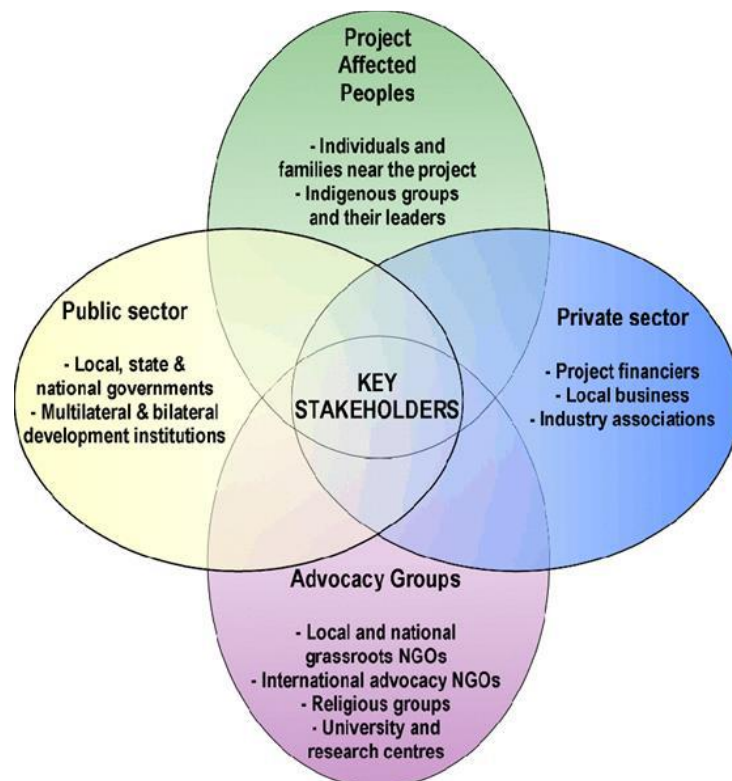 Project
Affected
Peoples
- Individuals and
families near the project
- Indigenous groups
and their leaders
Public sector
- Local, state &
national governments
- Multilateral & bilateral
development institutions
KEY
STAKEHOLDERS
Private sector
- Project financiers
- Local business
- Industry associations
Advocacy Groups
- Local and national
grassroots NGOs
- International advocacy NGOs
- Religious groups
- University and
research centres